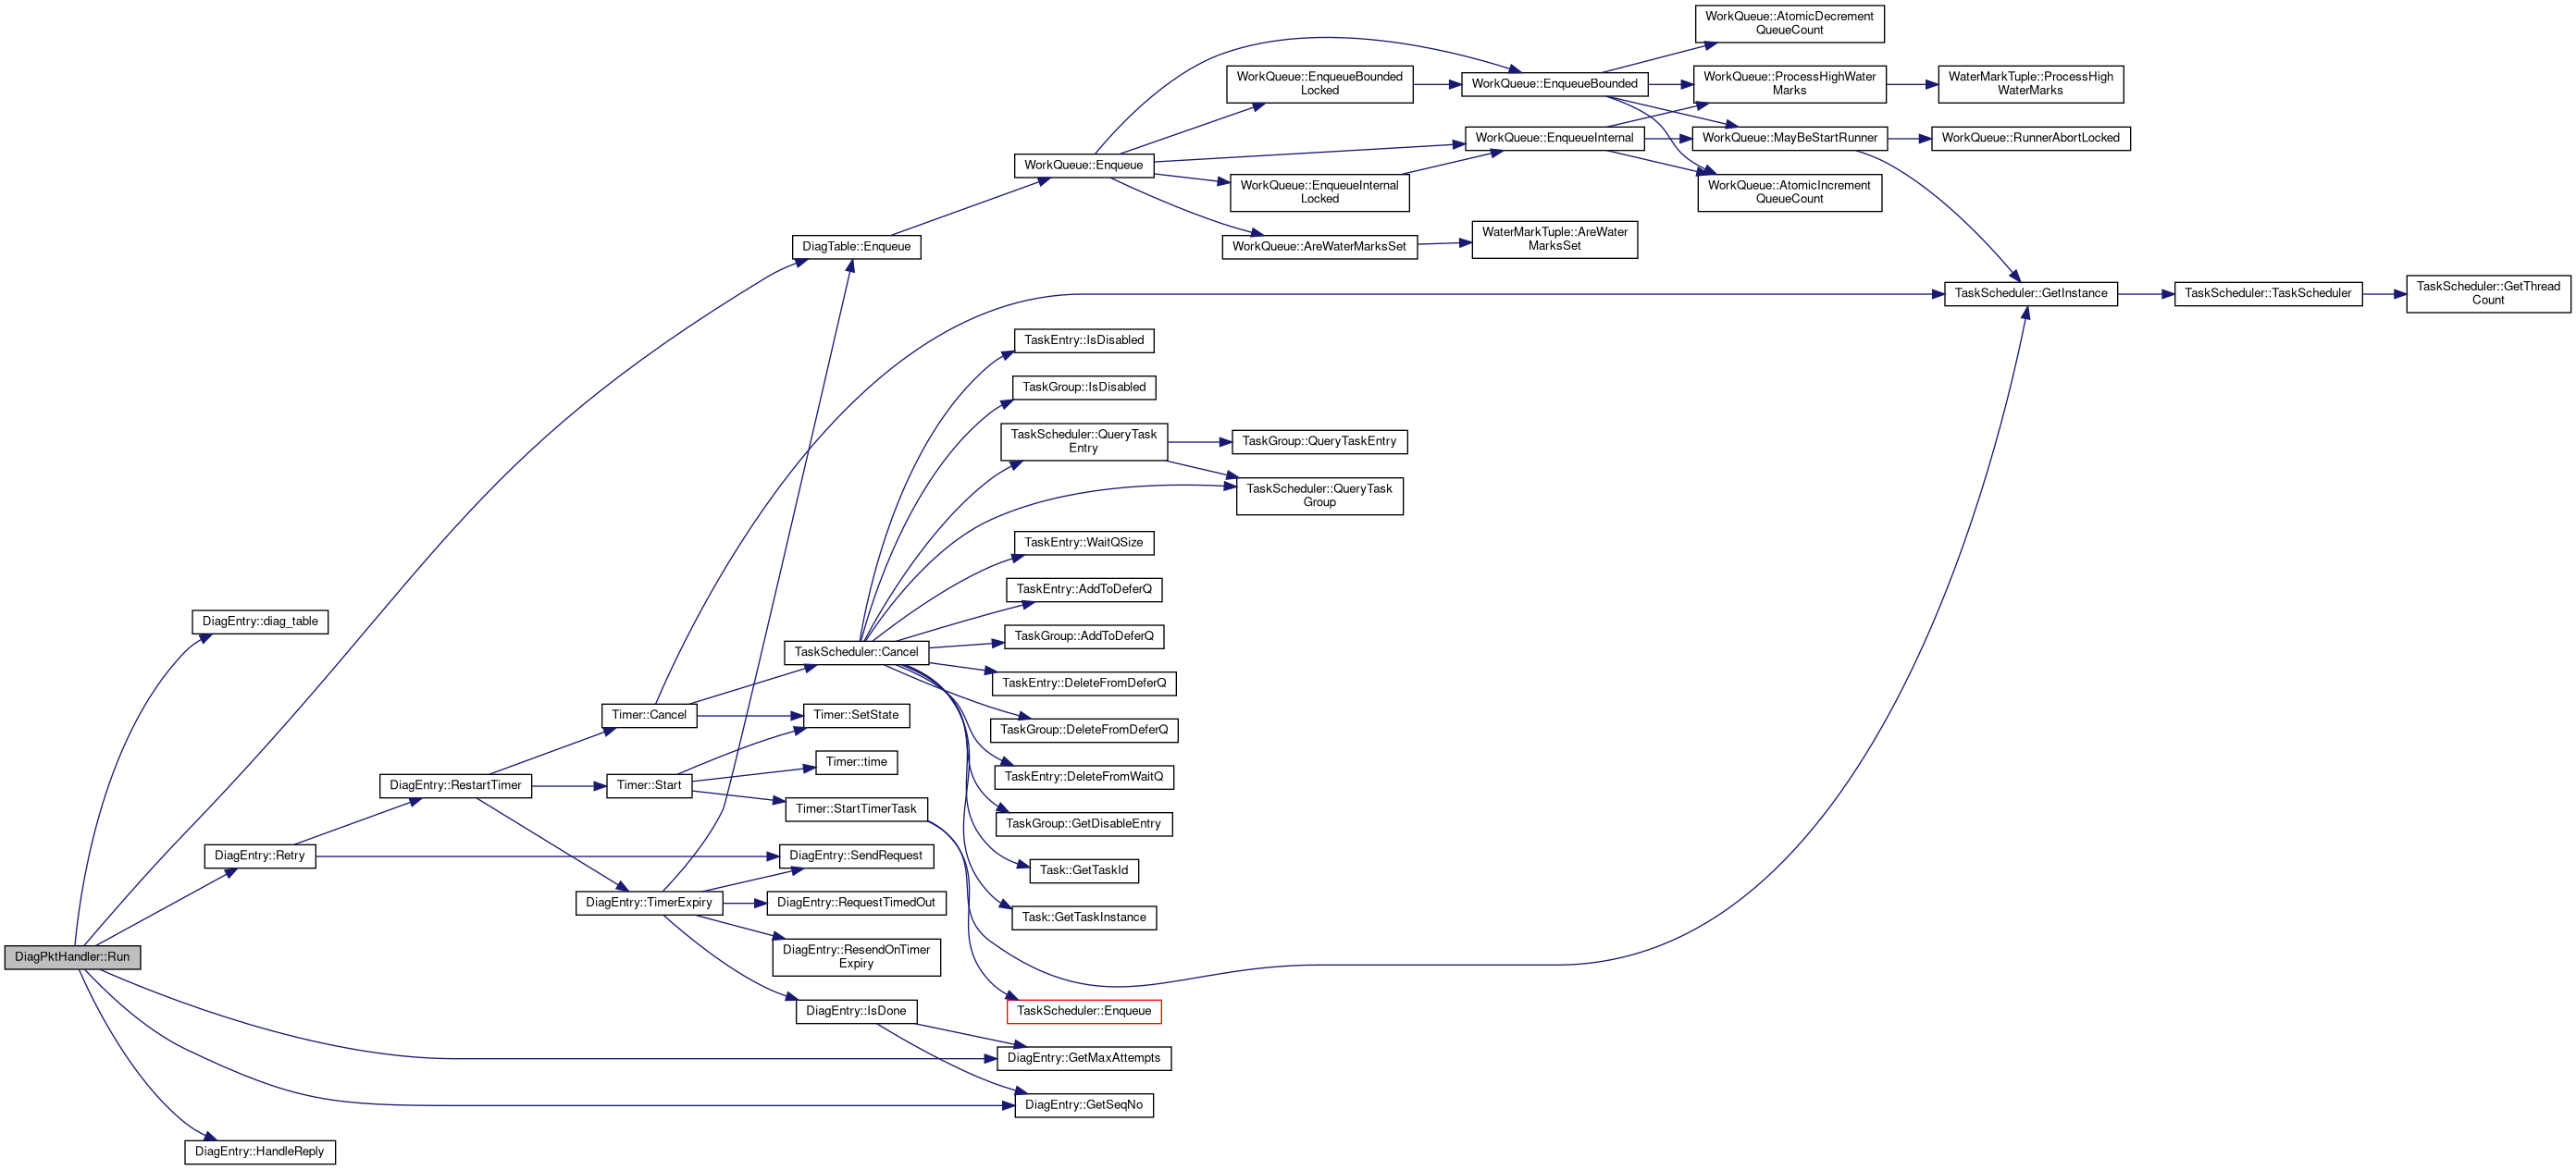 WorkQueue::AtomicDecrement
QueueCount
WorkQueue::EnqueueBounded
Locked
WorkQueue::EnqueueBounded
WorkQueue::ProcessHighWater
Marks
WaterMarkTuple::ProcessHigh
WaterMarks
WorkQueue::EnqueueInternal
WorkQueue::MayBeStartRunner
WorkQueue::RunnerAbortLocked
WorkQueue::Enqueue
WorkQueue::EnqueueInternal
Locked
WorkQueue::AtomicIncrement
QueueCount
DiagTable::Enqueue
WorkQueue::AreWaterMarksSet
WaterMarkTuple::AreWater
MarksSet
TaskScheduler::GetInstance
TaskScheduler::TaskScheduler
TaskScheduler::GetThread
Count
TaskEntry::IsDisabled
TaskGroup::IsDisabled
TaskScheduler::QueryTask
Entry
TaskGroup::QueryTaskEntry
TaskScheduler::QueryTask
Group
TaskEntry::WaitQSize
TaskEntry::AddToDeferQ
DiagEntry::diag_table
TaskGroup::AddToDeferQ
TaskScheduler::Cancel
TaskEntry::DeleteFromDeferQ
Timer::Cancel
Timer::SetState
TaskGroup::DeleteFromDeferQ
Timer::time
TaskEntry::DeleteFromWaitQ
DiagEntry::RestartTimer
Timer::Start
Timer::StartTimerTask
TaskGroup::GetDisableEntry
DiagEntry::Retry
DiagEntry::SendRequest
Task::GetTaskId
DiagEntry::TimerExpiry
DiagEntry::RequestTimedOut
Task::GetTaskInstance
DiagPktHandler::Run
DiagEntry::ResendOnTimer
Expiry
DiagEntry::IsDone
TaskScheduler::Enqueue
DiagEntry::GetMaxAttempts
DiagEntry::GetSeqNo
DiagEntry::HandleReply